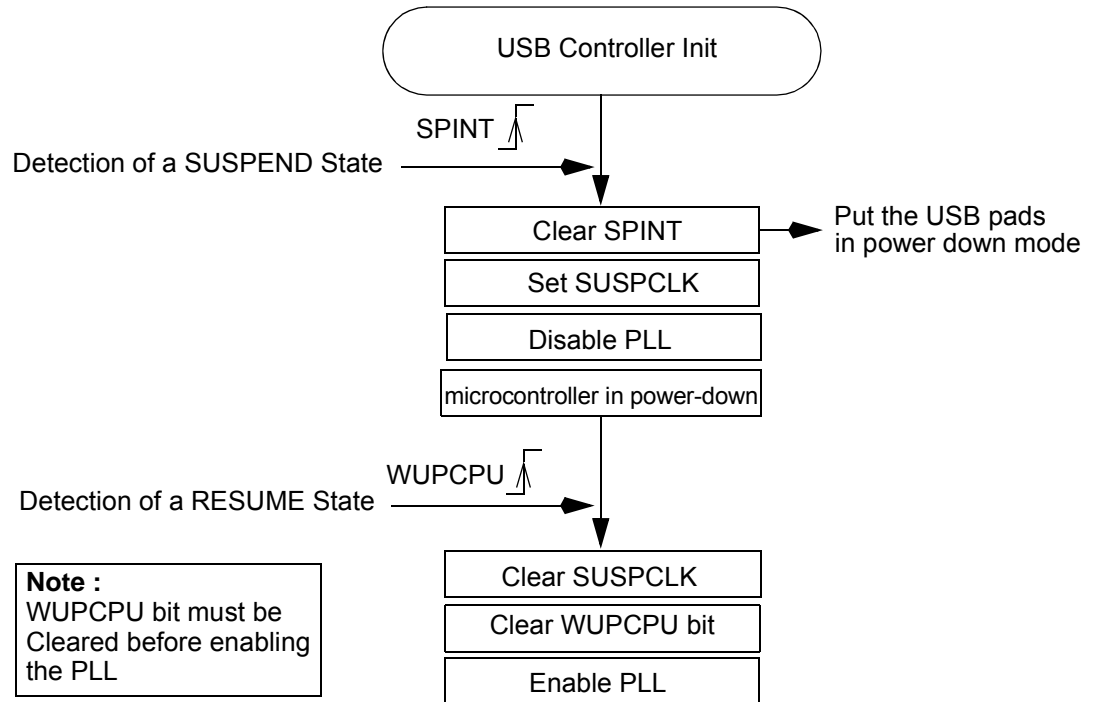 USB Controller Init
SPINT
Detection of a SUSPEND State
Clear SPINT
Put the USB pads
in power down mode
Set SUSPCLK
Disable PLL
microcontroller in power-down
WUPCPU
Detection of a RESUME State
Clear SUSPCLK
Note :
WUPCPU bit must be
Cleared before enabling
the PLL
Clear WUPCPU bit
Enable PLL